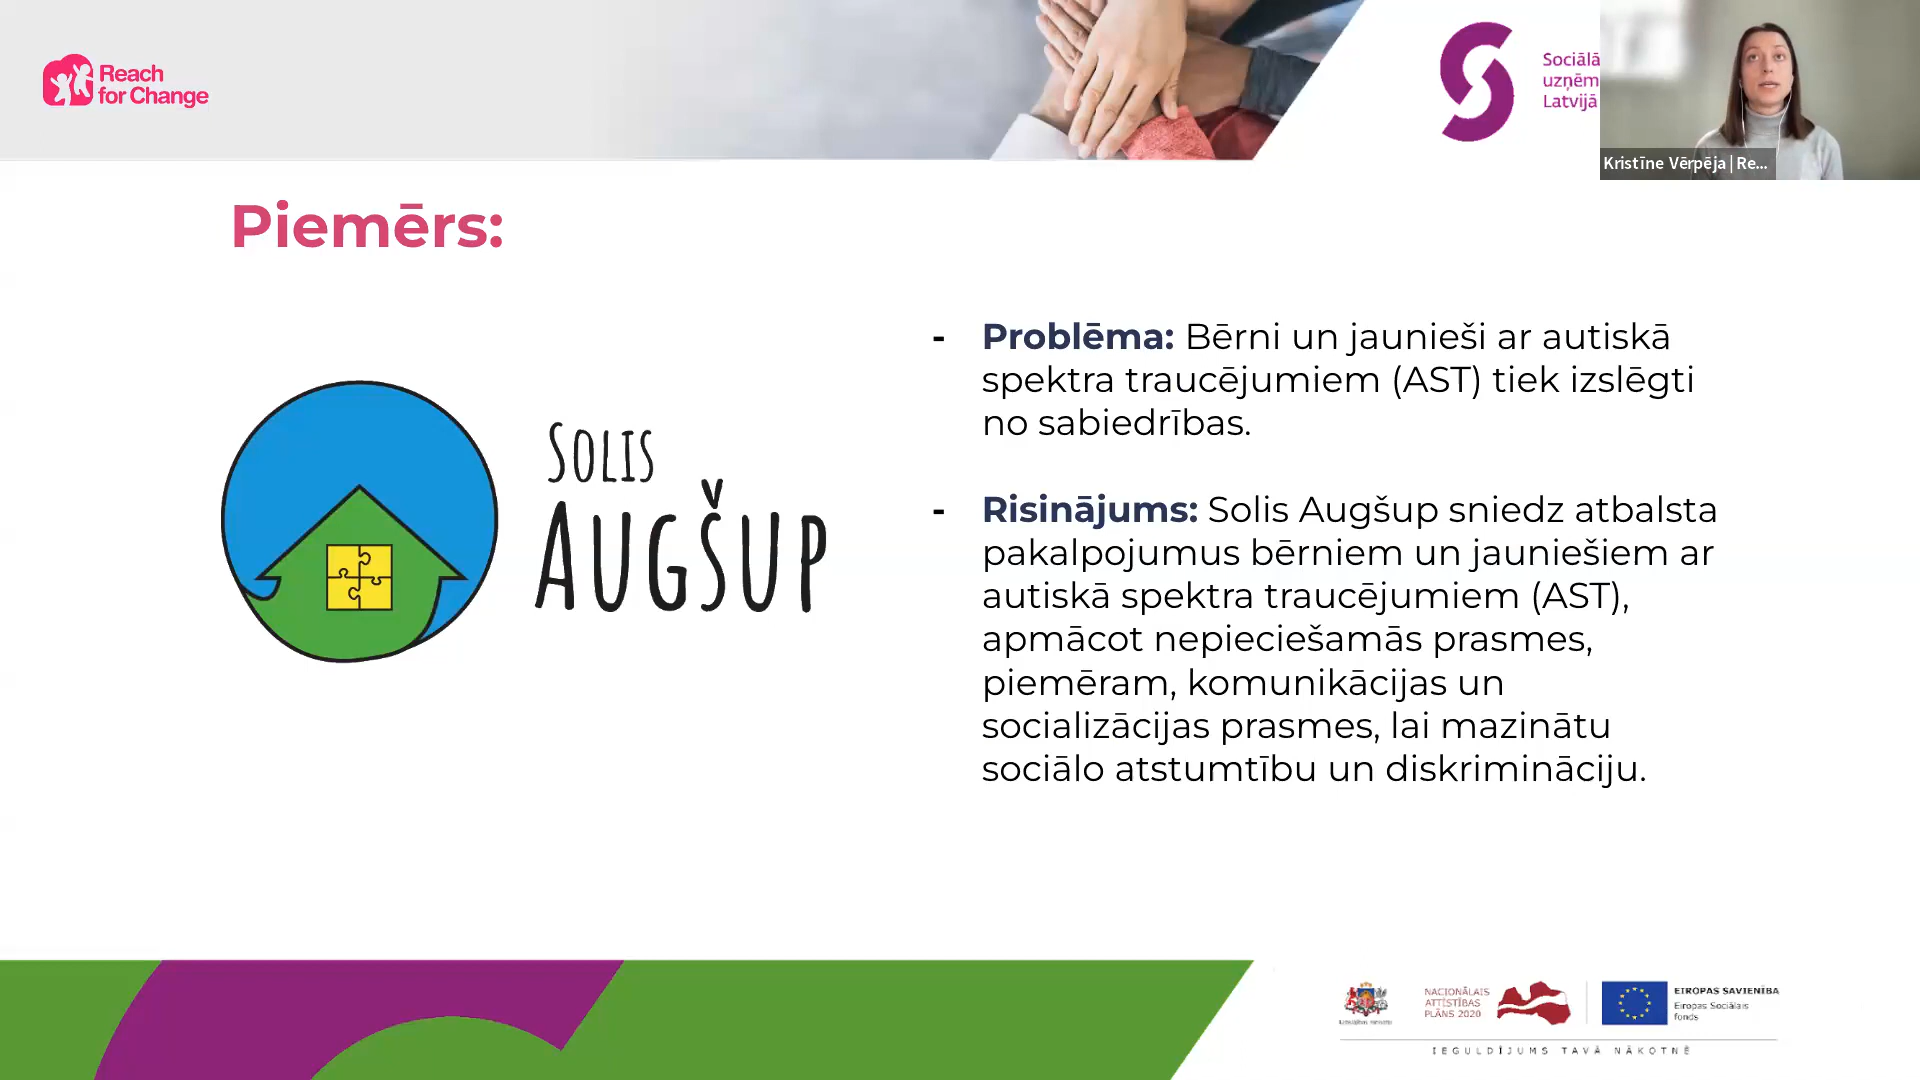 Reach
for Change
Sociālā
uzņēm
Latvijā
Kristīne Vērpēja | Re...
Piemērs:
SOLIS
AUGŠUP
- Problēma: Bērni un jaunieši ar autiskā
spektra traucējumiem (AST) tiek izslēgti
no sabiedrības.
- Risinājums: Solis Augšup sniedz atbalsta
pakalpojumus bērniem un jauniešiem ar
autiskā spektra traucējumiem (AST),
apmācot nepieciešamās prasmes,
piemēram, komunikācijas un
socializācijas prasmes, lai mazinātu
sociālo atstumtību un diskrimināciju.
NACIONĀLAIS
ATTĪSTĪBAS
PLĀNS 2020
EIROPAS SAVIENĪBA
Eiropas Sociālais
fonds
IEGULDĪJUMS TAVĀ NĀKOTNĒ